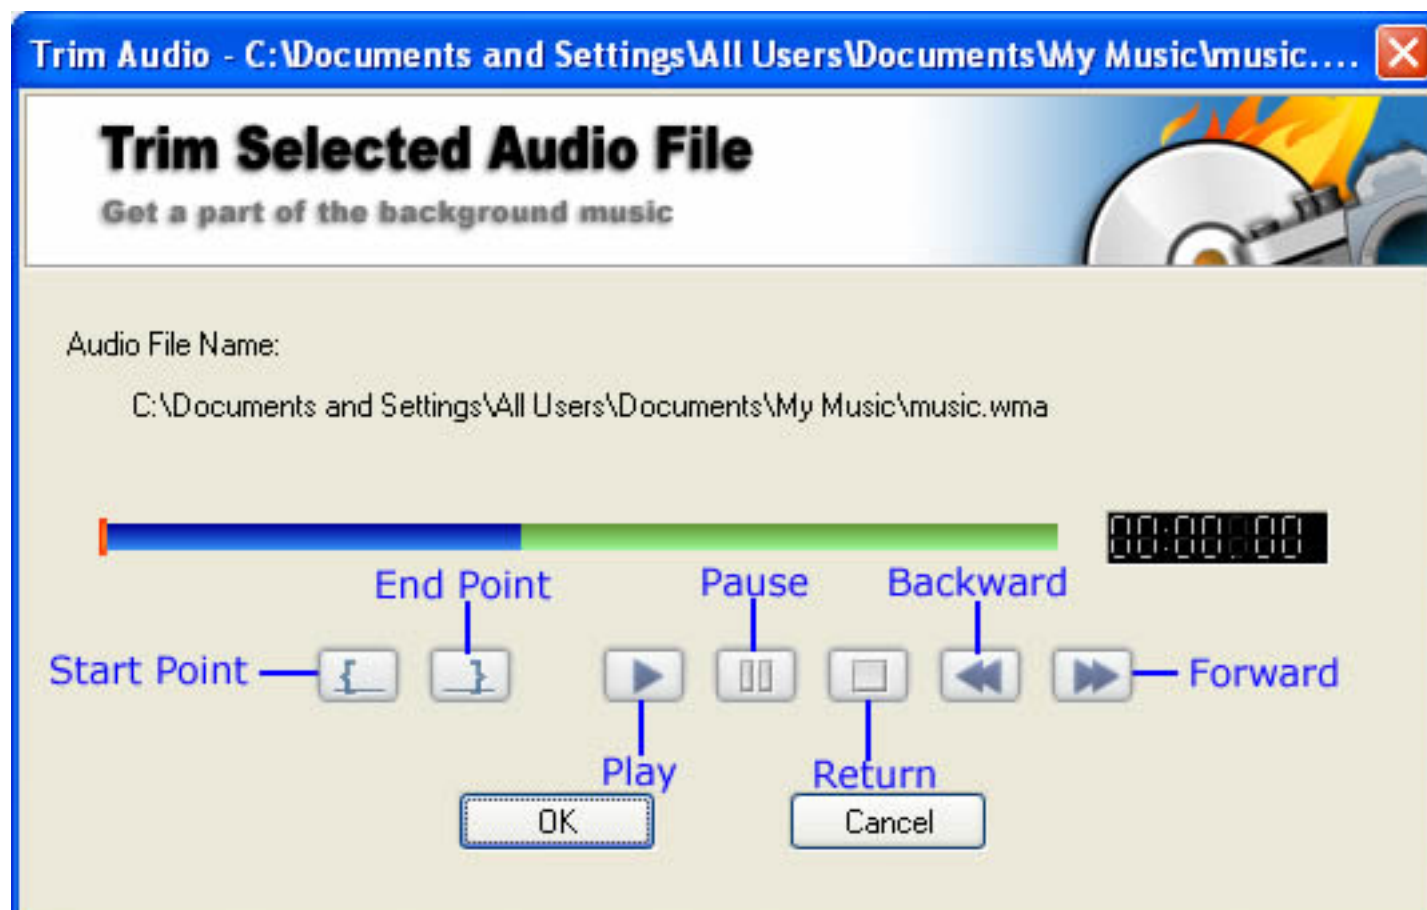 Trim Audio - C:\Documents and Settings\All Users\Documents\My Music\music....
Trim Selected Audio File
Get a part of the background music
Audio File Name:
C:\Documents and Settings\All Users\Documents\My Music\music.wma
00:00 00
End Point
Pause
Backward
Start Point
Forward
Play
Return
OK
Cancel